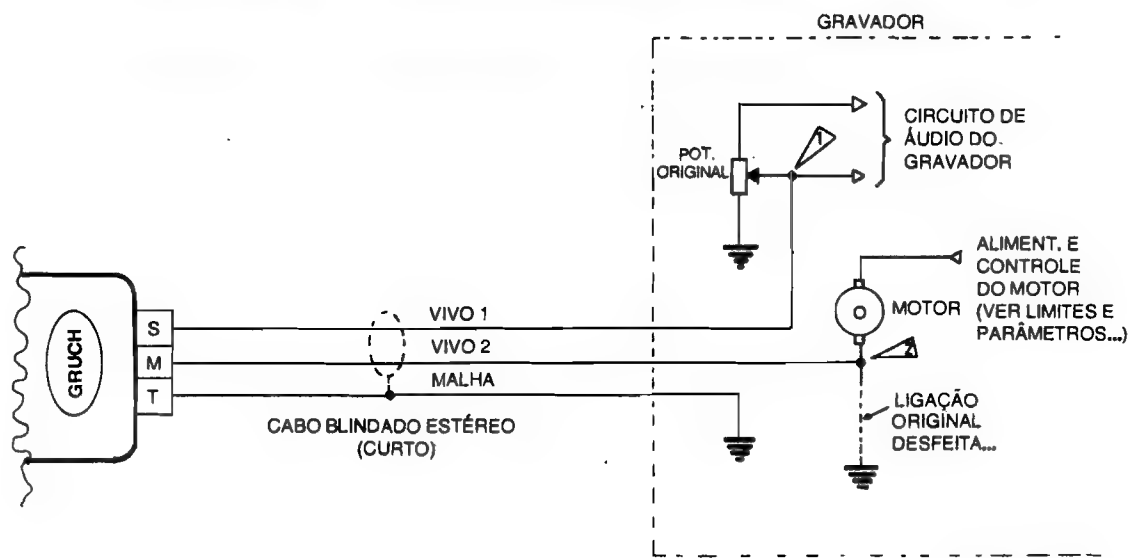 GRAVADOR
CIRCUITO DE
ÁUDIO DO
GRAVADOR
1
POT.
ORIGINAL
ALIMENT. E
CONTROLE
DO MOTOR
(VER LIMITES E
PARÂMETROS...)
MOTOR
2
LIGAÇÃO
ORIGINAL
DESFEITA...
GRUCH
S
M
T
VIVO 1
VIVO 2
MALHA
CABO BLINDADO ESTÉREO
(CURTO)